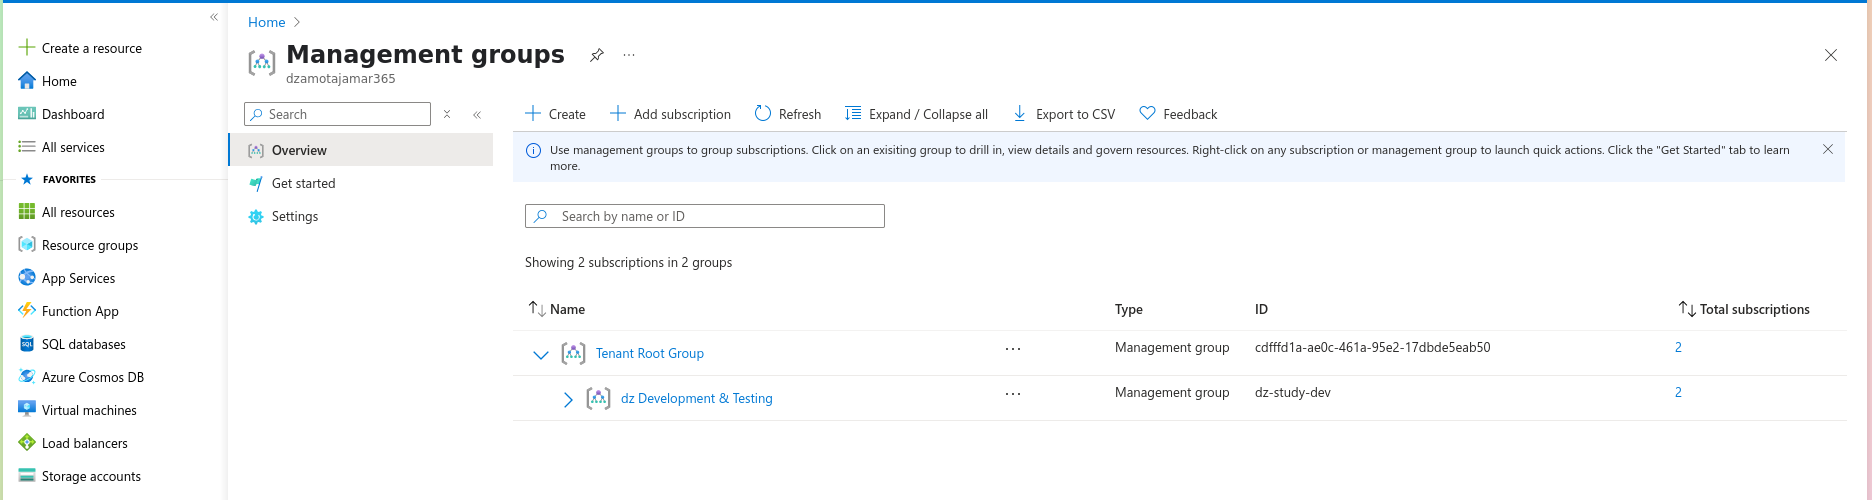 Home
Management groups
dzamotajamar365
Create a resource
Home
Dashboard
All services
FAVORITES
All resources
Resource groups
App Services
Function App
SQL databases
Azure Cosmos DB
Virtual machines
Load balancers
Storage accounts
Search
Overview
Get started
Settings
Create
Add subscription
Refresh
Expand / Collapse all
Export to CSV
Feedback
Use management groups to group subscriptions. Click on an exisiting group to drill in, view details and govern resources. Right-click on any subscription or management group to launch quick actions. Click the "Get Started" tab to learn
more.
Search by name or ID
Showing 2 subscriptions in 2 groups
Name Type ID Total subscriptions
Tenant Root Group ... Management group cdfffd1a-ae0c-461a-95e2-17dbde5eab50 2
dz Development & Testing ... Management group dz-study-dev 2